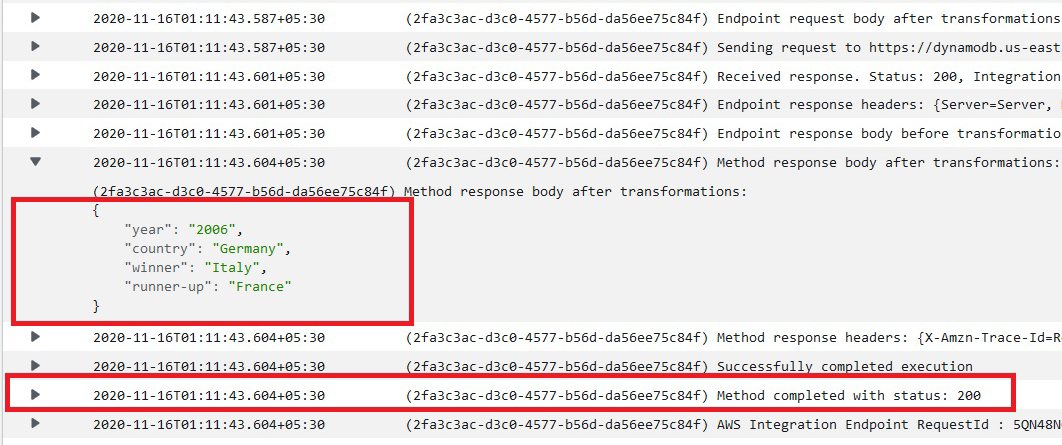 2020-11-16T01:11:43.587+05:30 (2fa3c3ac-d3c0-4577-b56d-da56ee75c84f) Endpoint request body after transformations
2020-11-16T01:11:43.587+05:30 (2fa3c3ac-d3c0-4577-b56d-da56ee75c84f) Sending request to https://dynamodb.us-east
2020-11-16T01:11:43.601+05:30 (2fa3c3ac-d3c0-4577-b56d-da56ee75c84f) Received response. Status: 200, Integration
2020-11-16T01:11:43.601+05:30 (2fa3c3ac-d3c0-4577-b56d-da56ee75c84f) Endpoint response headers: {Server=Server,
2020-11-16T01:11:43.601+05:30 (2fa3c3ac-d3c0-4577-b56d-da56ee75c84f) Endpoint response body before transformatio
2020-11-16T01:11:43.604+05:30 (2fa3c3ac-d3c0-4577-b56d-da56ee75c84f) Method response body after transformations:
(2fa3c3ac-d3c0-4577-b56d-da56ee75c84f) Method response body after transformations:
{
"year": "2006",
"country": "Germany",
"winner": "Italy",
"runner-up": "France"
}
2020-11-16T01:11:43.604+05:30 (2fa3c3ac-d3c0-4577-b56d-da56ee75c84f) Method response headers: {X-Amzn-Trace-Id=R
2020-11-16T01:11:43.604+05:30 (2fa3c3ac-d3c0-4577-b56d-da56ee75c84f) Successfully completed execution
2020-11-16T01:11:43.604+05:30 (2fa3c3ac-d3c0-4577-b56d-da56ee75c84f) Method completed with status: 200
2020-11-16T01:11:43.604+05:30 (2fa3c3ac-d3c0-4577-b56d-da56ee75c84f) AWS Integration Endpoint RequestId : 5QN48N